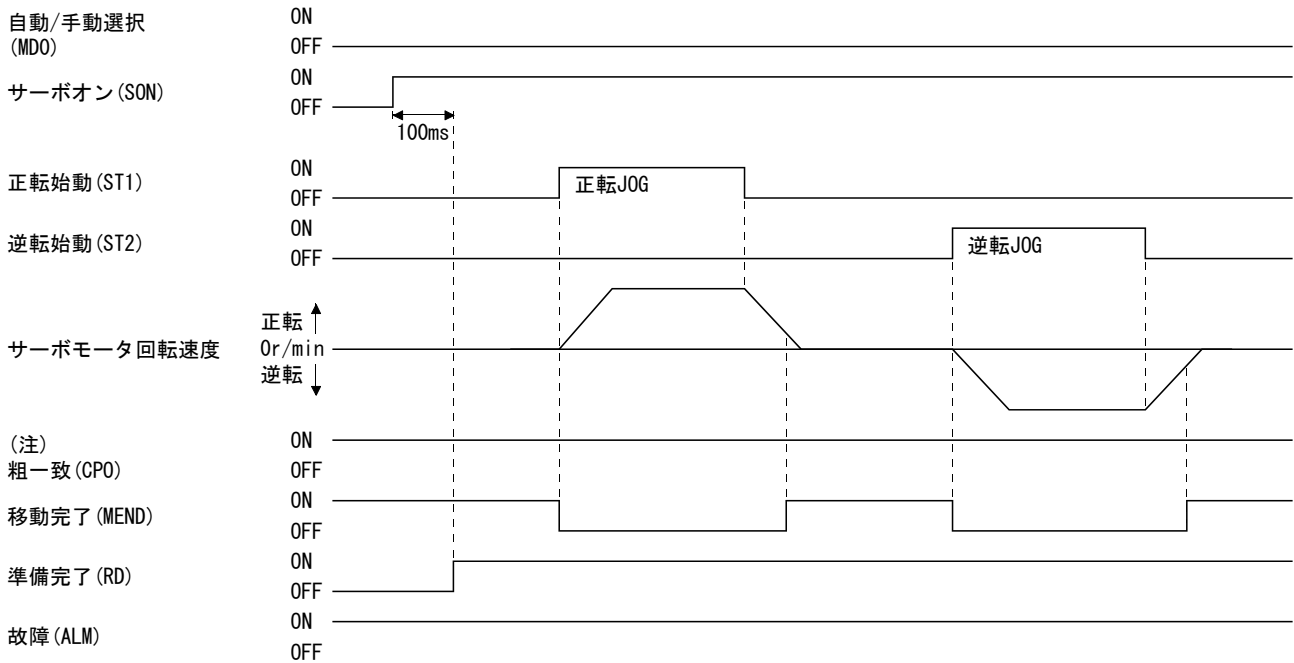 自動/手動選択
(MD0)
ON
OFF
サーボオン(SON)
ON
OFF
100ms
正転始動(ST1)
ON
OFF
正転JOG
逆転始動(ST2)
ON
OFF
逆転JOG
サーボモータ回転速度
正転
0r/min
逆転
(注)
粗一致(CPO)
ON
OFF
移動完了(MEND)
ON
OFF
準備完了(RD)
ON
OFF
故障(ALM)
ON
OFF